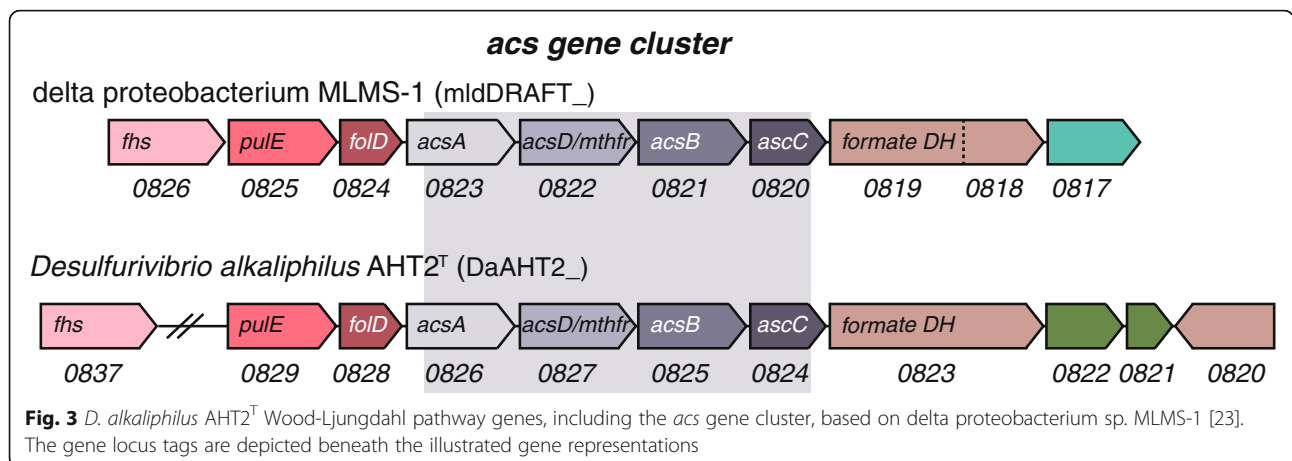 acs gene cluster
delta proteobacterium MLMS-1 (mldDRAFT_)
fhs pulE folD acsA acsD/mthfr acsB ascC formate DH
0826 0825 0824 0823 0822 0821 0820 0819 0818 0817
Desulfurivibrio alkaliphilus AHT2ᵀ (DaAHT2_)
fhs pulE folD acsA acsD/mthfr acsB ascC formate DH
0837 0829 0828 0826 0827 0825 0824 0823 0822 0821 0820
Fig. 3 D. alkaliphilus AHT2ᵀ Wood-Ljungdahl pathway genes, including the acs gene cluster, based on delta proteobacterium sp. MLMS-1 [23].
The gene locus tags are depicted beneath the illustrated gene representations